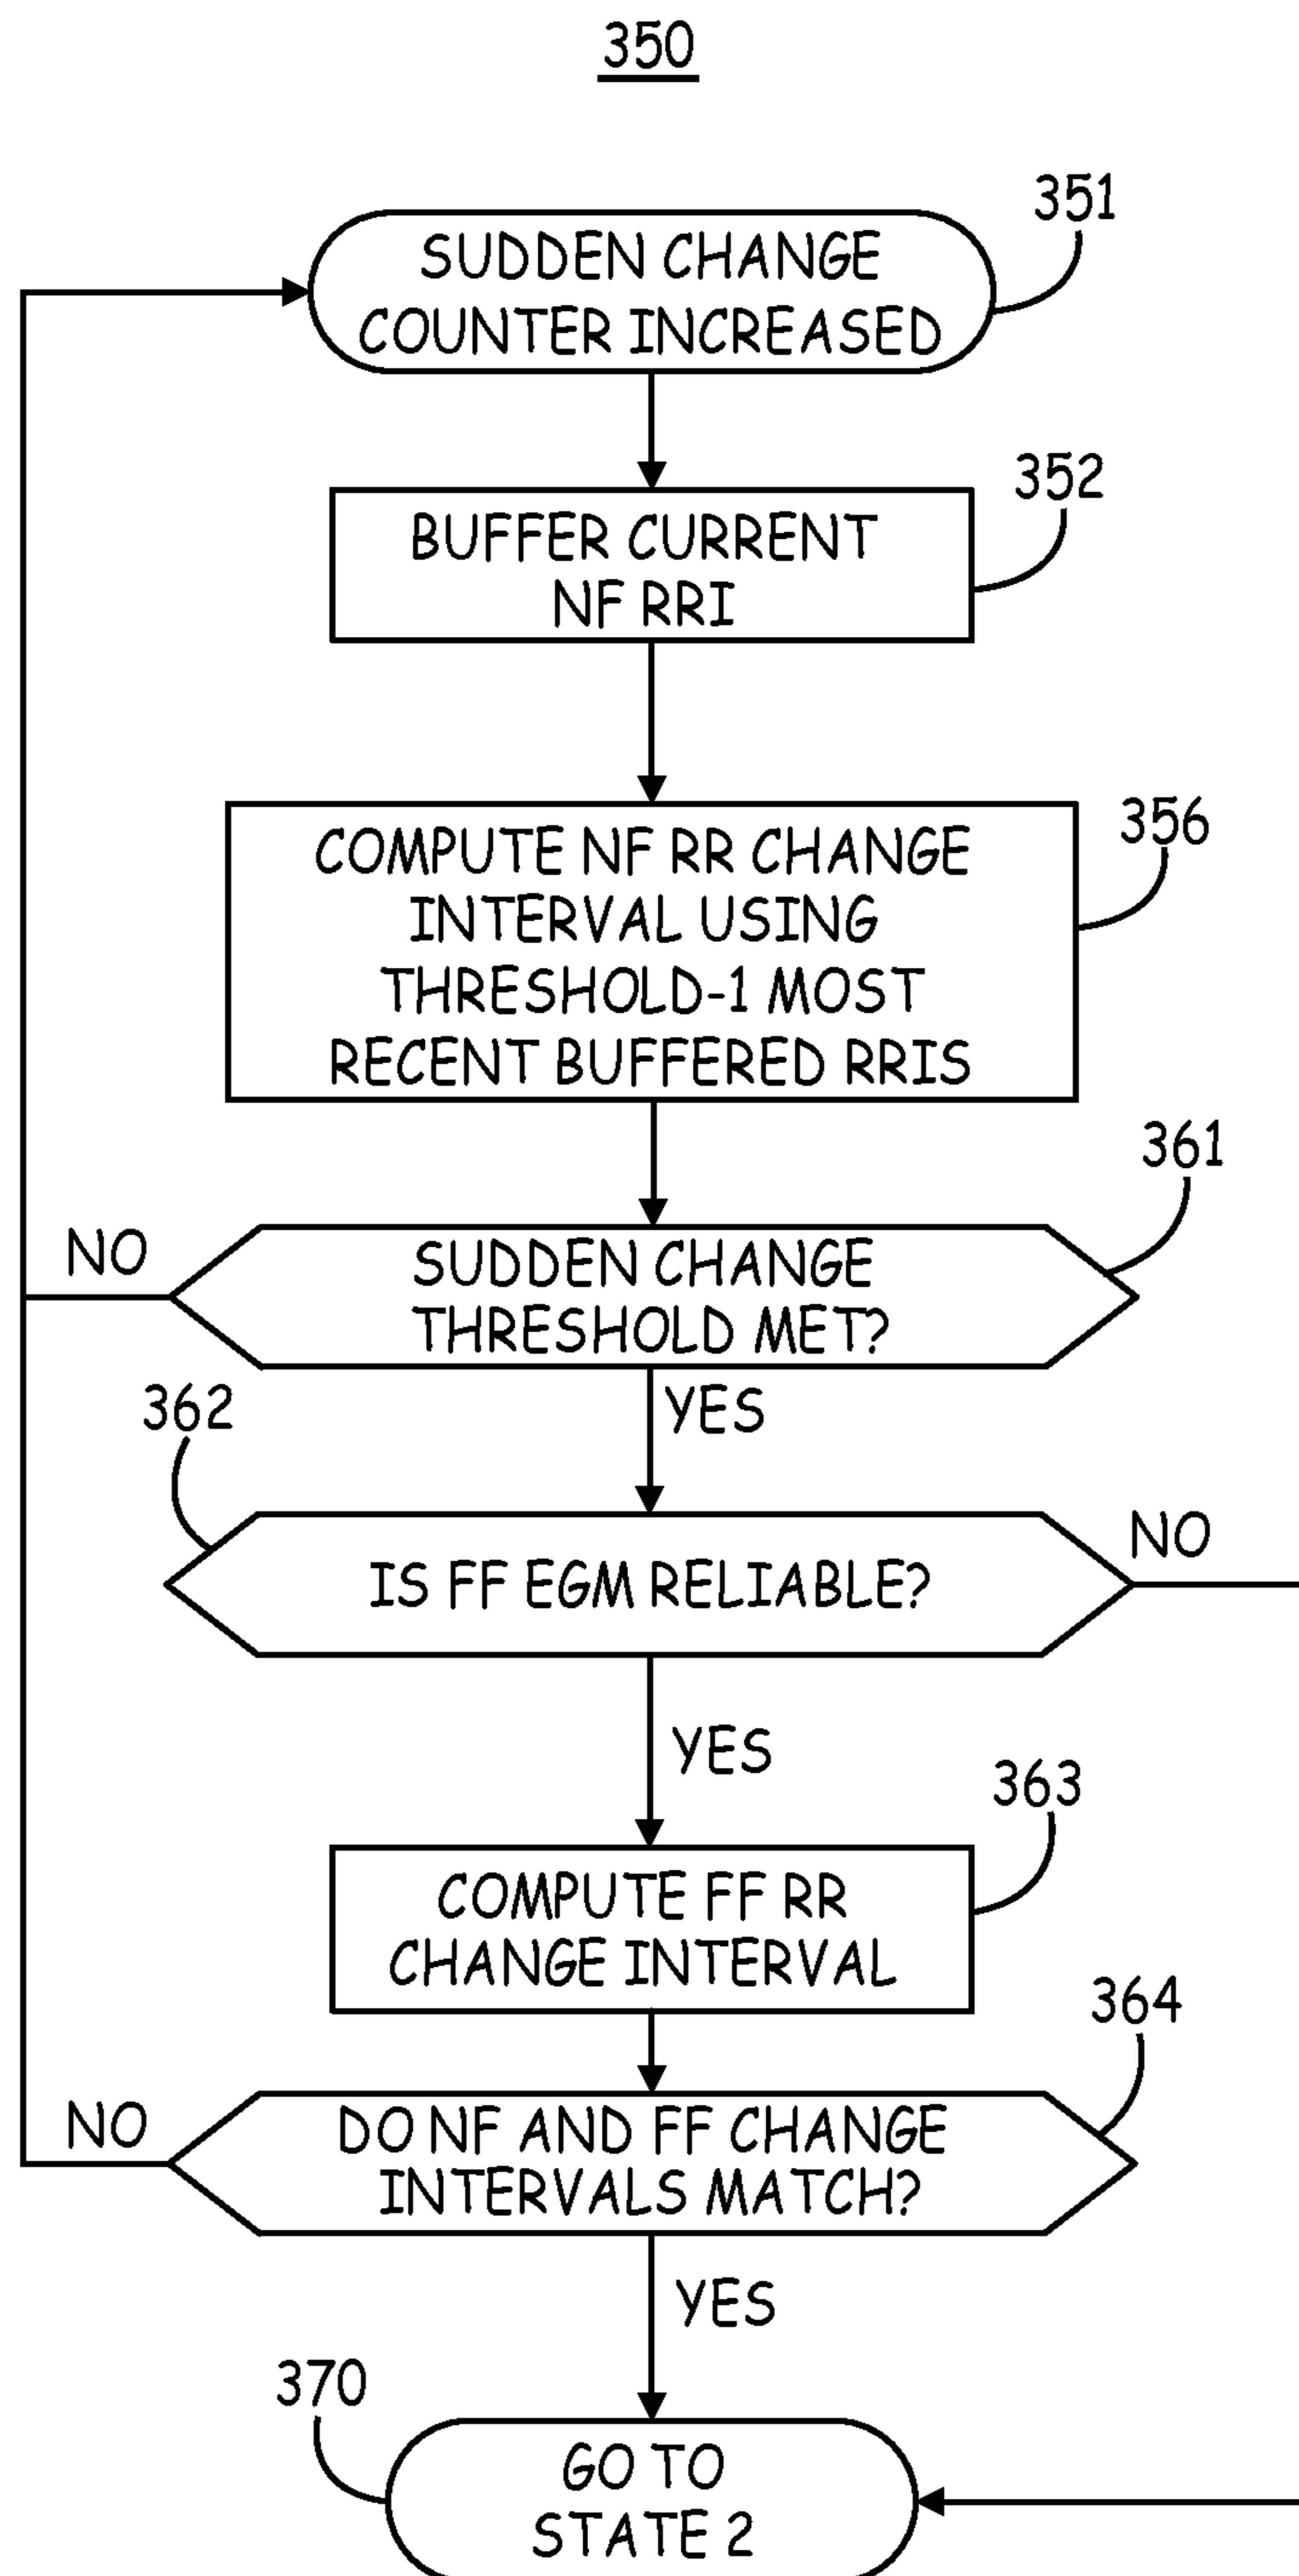 350
351
SUDDEN CHANGE
COUNTER INCREASED
352
BUFFER CURRENT
NF RRI
356
COMPUTE NF RR CHANGE
INTERVAL USING
THRESHOLD-1 MOST
RECENT BUFFERED RRIS
361
NO
SUDDEN CHANGE
THRESHOLD MET?
362
YES
NO
IS FF EGM RELIABLE?
YES
363
COMPUTE FF RR
CHANGE INTERVAL
364
NO
DO NF AND FF CHANGE
INTERVALS MATCH?
YES
370
GO TO
STATE 2